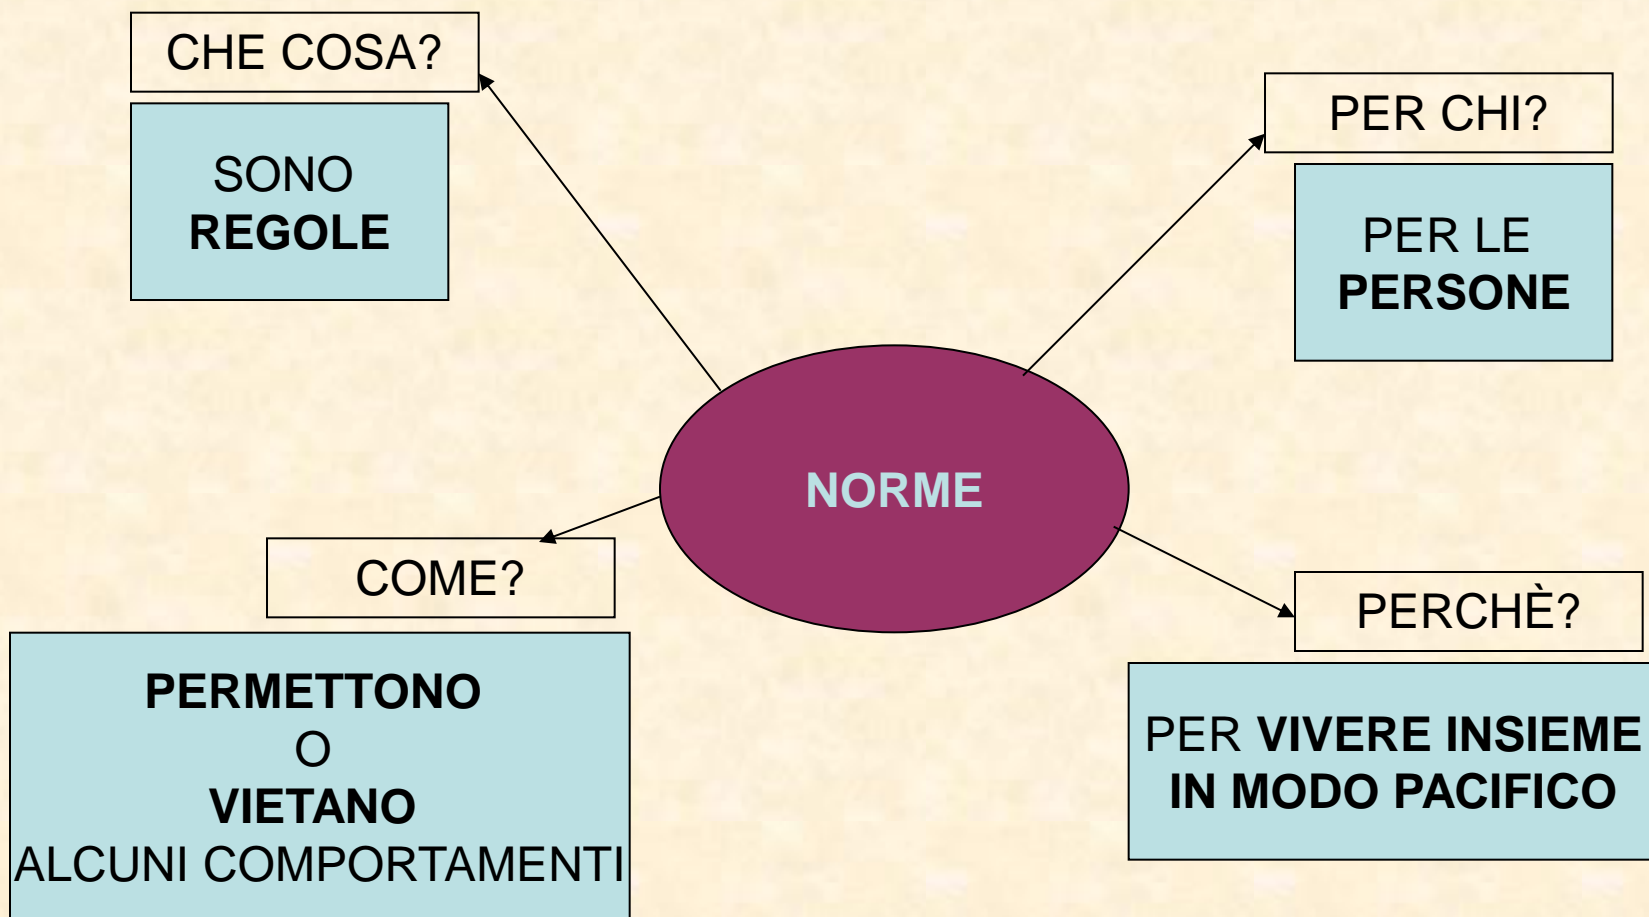 CHE COSA?
SONO
REGOLE
PER CHI?
PER LE
PERSONE
NORME
COME?
PERMETTONO
O
VIETANO
ALCUNI COMPORTAMENTI
PERCHÈ?
PER VIVERE INSIEME
IN MODO PACIFICO